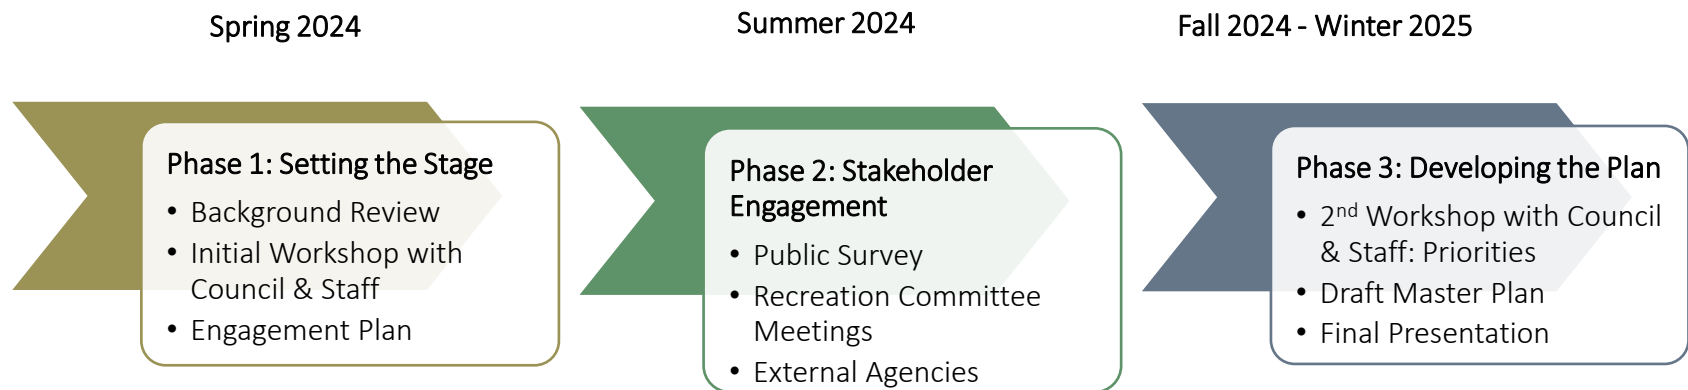 Spring 2024
Summer 2024
Fall 2024 - Winter 2025
Phase 1: Setting the Stage
• Background Review
• Initial Workshop with
Council & Staff
• Engagement Plan
Phase 2: Stakeholder
Engagement
• Public Survey
• Recreation Committee
Meetings
• External Agencies
Phase 3: Developing the Plan
• 2nd Workshop with Council
& Staff: Priorities
• Draft Master Plan
• Final Presentation